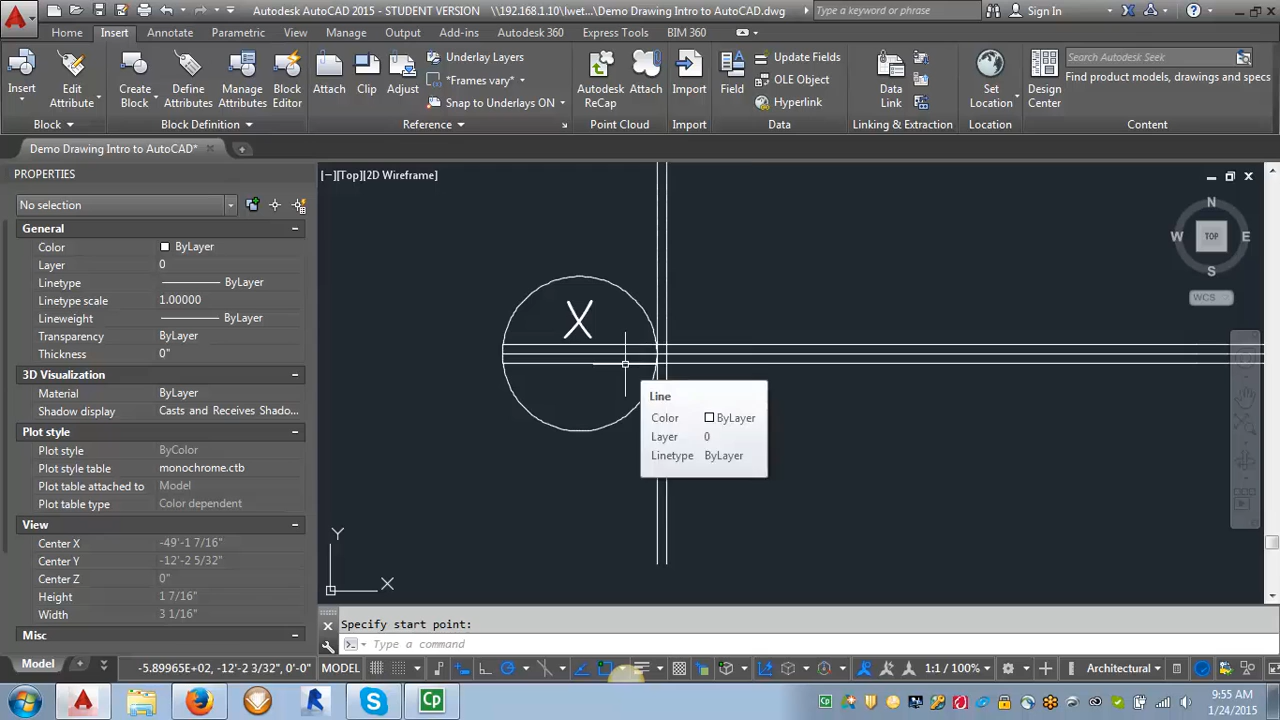 Autodesk AutoCAD 2015 - STUDENT VERSION \\192.168.1.10\Iwet...\Demo Drawing Intro to AutoCAD.dwg
Type a keyword or phrase
Sign In
Home Insert Annotate Parametric View Manage Output Add-ins Autodesk 360 Express Tools BIM 360
Insert
Edit
Attribute
Create
Block
Define
Attributes
Manage
Attributes
Block
Editor
Attach
Clip
Adjust
Underlay Layers
*Frames vary*
Snap to Underlays ON
Autodesk
ReCap
Attach
Import
Field
Update Fields
OLE Object
Hyperlink
Data
Link
Set
Location
Design
Center
Search Autodesk Seek
Find product models, drawings and specs
Block Block Definition Reference Point Cloud Import Data Linking & Extraction Location Content
Demo Drawing Intro to AutoCAD*
PROPERTIES
No selection
General
Color ByLayer
Layer 0
Linetype ByLayer
Linetype scale 1.00000
Lineweight ByLayer
Transparency ByLayer
Thickness 0"
3D Visualization
Material ByLayer
Shadow display Casts and Receives Shado...
Plot style
Plot style ByColor
Plot style table monochrome.ctb
Plot table attached to Model
Plot table type Color dependent
View
Center X -49'-1 7/16"
Center Y -12'-2 5/32"
Center Z 0"
Height 1 7/16"
Width 3 1/16"
Misc
[−][Top][2D Wireframe]
N
W TOP E
S
WCS
X
Line
Color ByLayer
Layer 0
Linetype ByLayer
Y
X
Specify start point:
Type a command
Model
-5.89965E+02, -12'-2 3/32", 0'-0"
MODEL
1:1 / 100%
Architectural
9:55 AM
1/24/2015